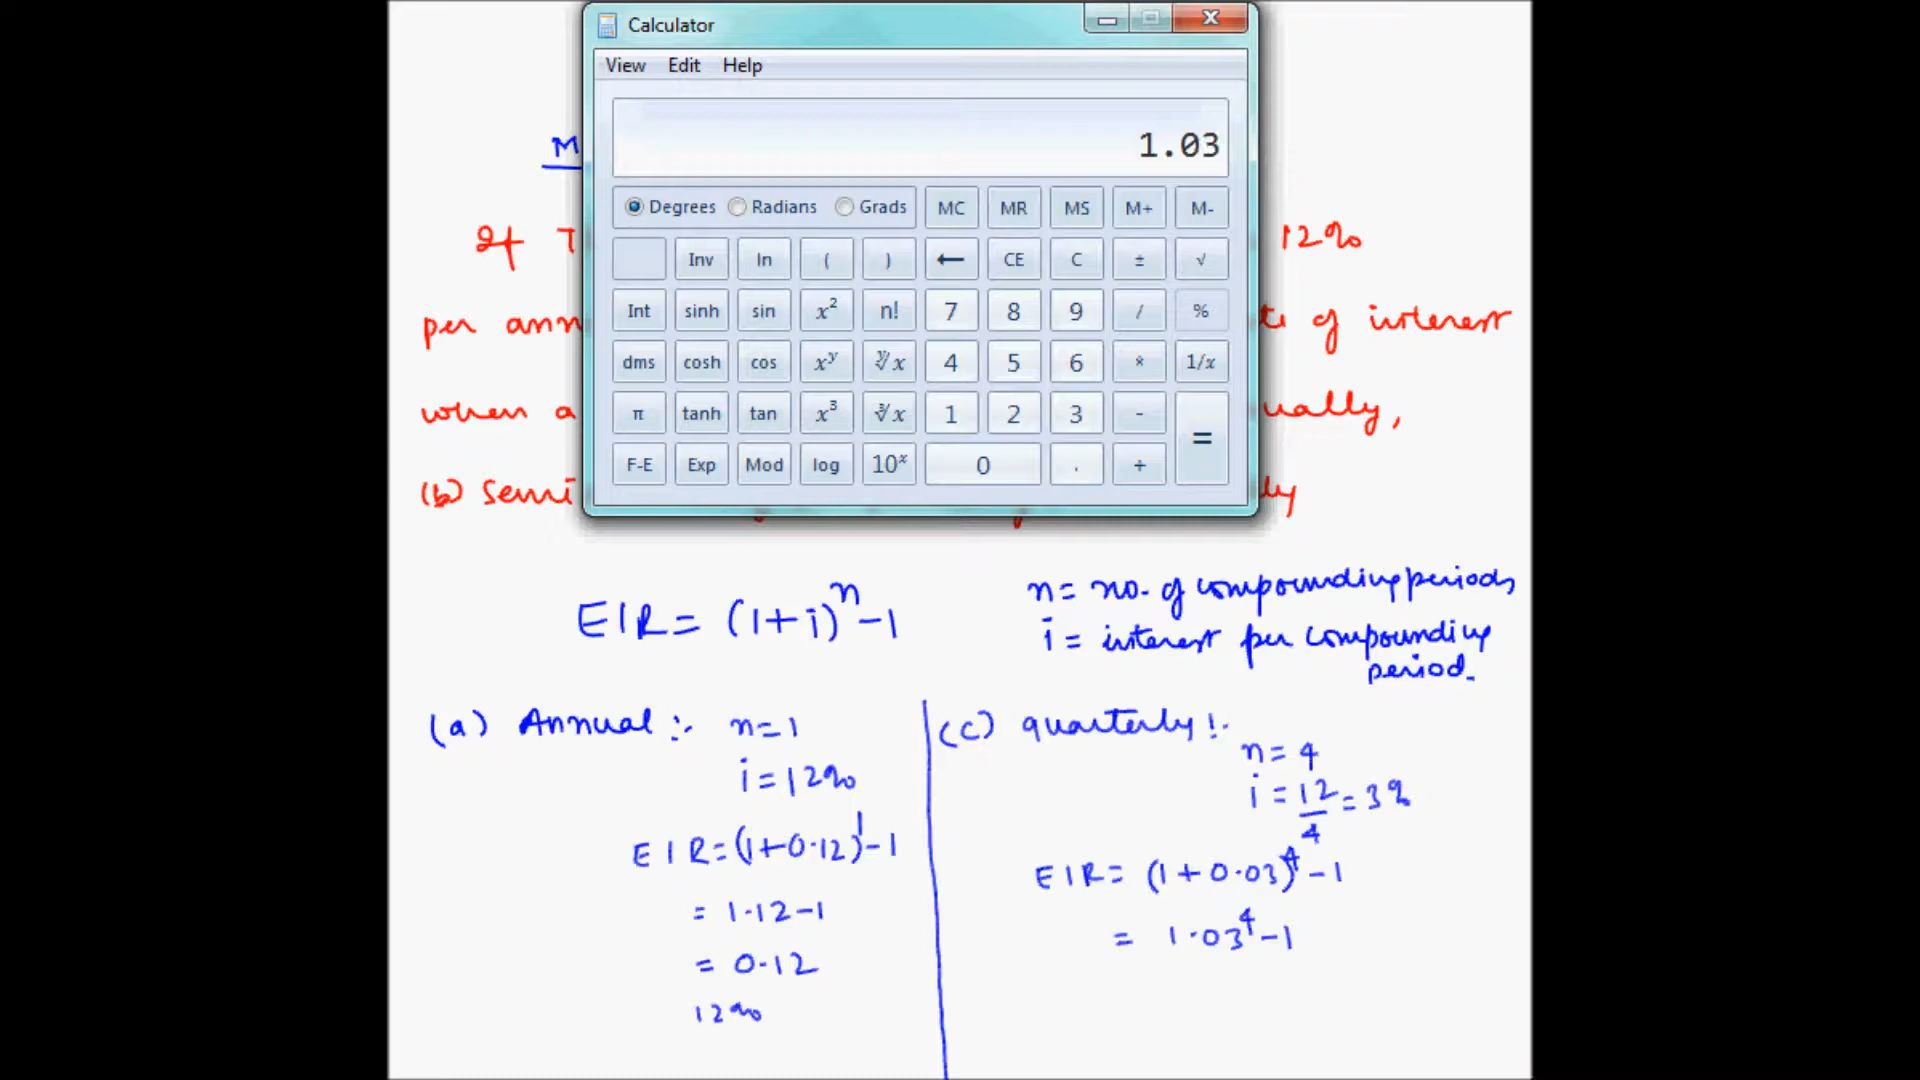 Calculator
View Edit Help
1.03
Degrees Radians Grads MC MR MS M+ M-
Inv ln ( ) ← CE C ± √
Int sinh sin x² n! 7 8 9 / %
dms cosh cos xʸ ʸ√x 4 5 6 * 1/x
π tanh tan x³ ³√x 1 2 3 - =
F-E Exp Mod log 10ˣ 0 . +
M
If T 12%
per ann te of interest
when a ually,
(b) Semi ly
EIR = (1+i)ⁿ-1
n = no. of compounding periods
i = interest per compounding
period.
(a) Annual :- n=1
i = 12%
EIR = (1+0.12)¹-1
= 1.12-1
= 0.12
12%
(c) quarterly :-
n = 4
i = 12/4 = 3%
EIR = (1+0.03)⁴-1
= 1.03⁴-1